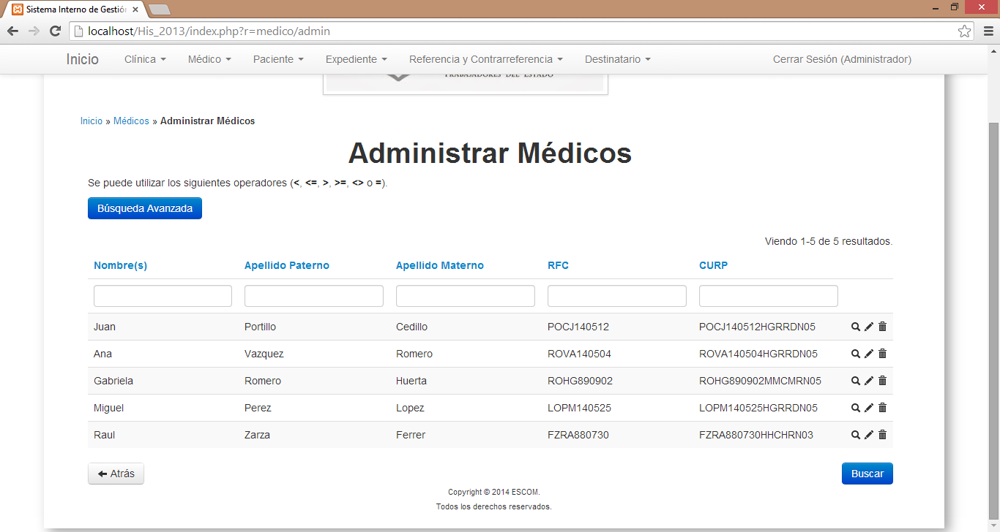 Sistema Interno de Gestión
localhost/His_2013/index.php?r=medico/admin
Inicio Clínica Médico Paciente Expediente Referencia y Contrarreferencia Destinatario Cerrar Sesión (Administrador)
TRABAJADORES DEL ESTADO
Inicio » Médicos » Administrar Médicos
Administrar Médicos
Se puede utilizar los siguientes operadores (<, <=, >, >=, <> o =).
Búsqueda Avanzada
Viendo 1-5 de 5 resultados.
Nombre(s) Apellido Paterno Apellido Materno RFC CURP
Juan Portillo Cedillo POCJ140512 POCJ140512HGRRDN05
Ana Vazquez Romero ROVA140504 ROVA140504HGRRDN05
Gabriela Romero Huerta ROHG890902 ROHG890902MMCMRN05
Miguel Perez Lopez LOPM140525 LOPM140525HGRRDN05
Raul Zarza Ferrer FZRA880730 FZRA880730HHCHRN03
Atrás Buscar
Copyright © 2014 ESCOM.
Todos los derechos reservados.